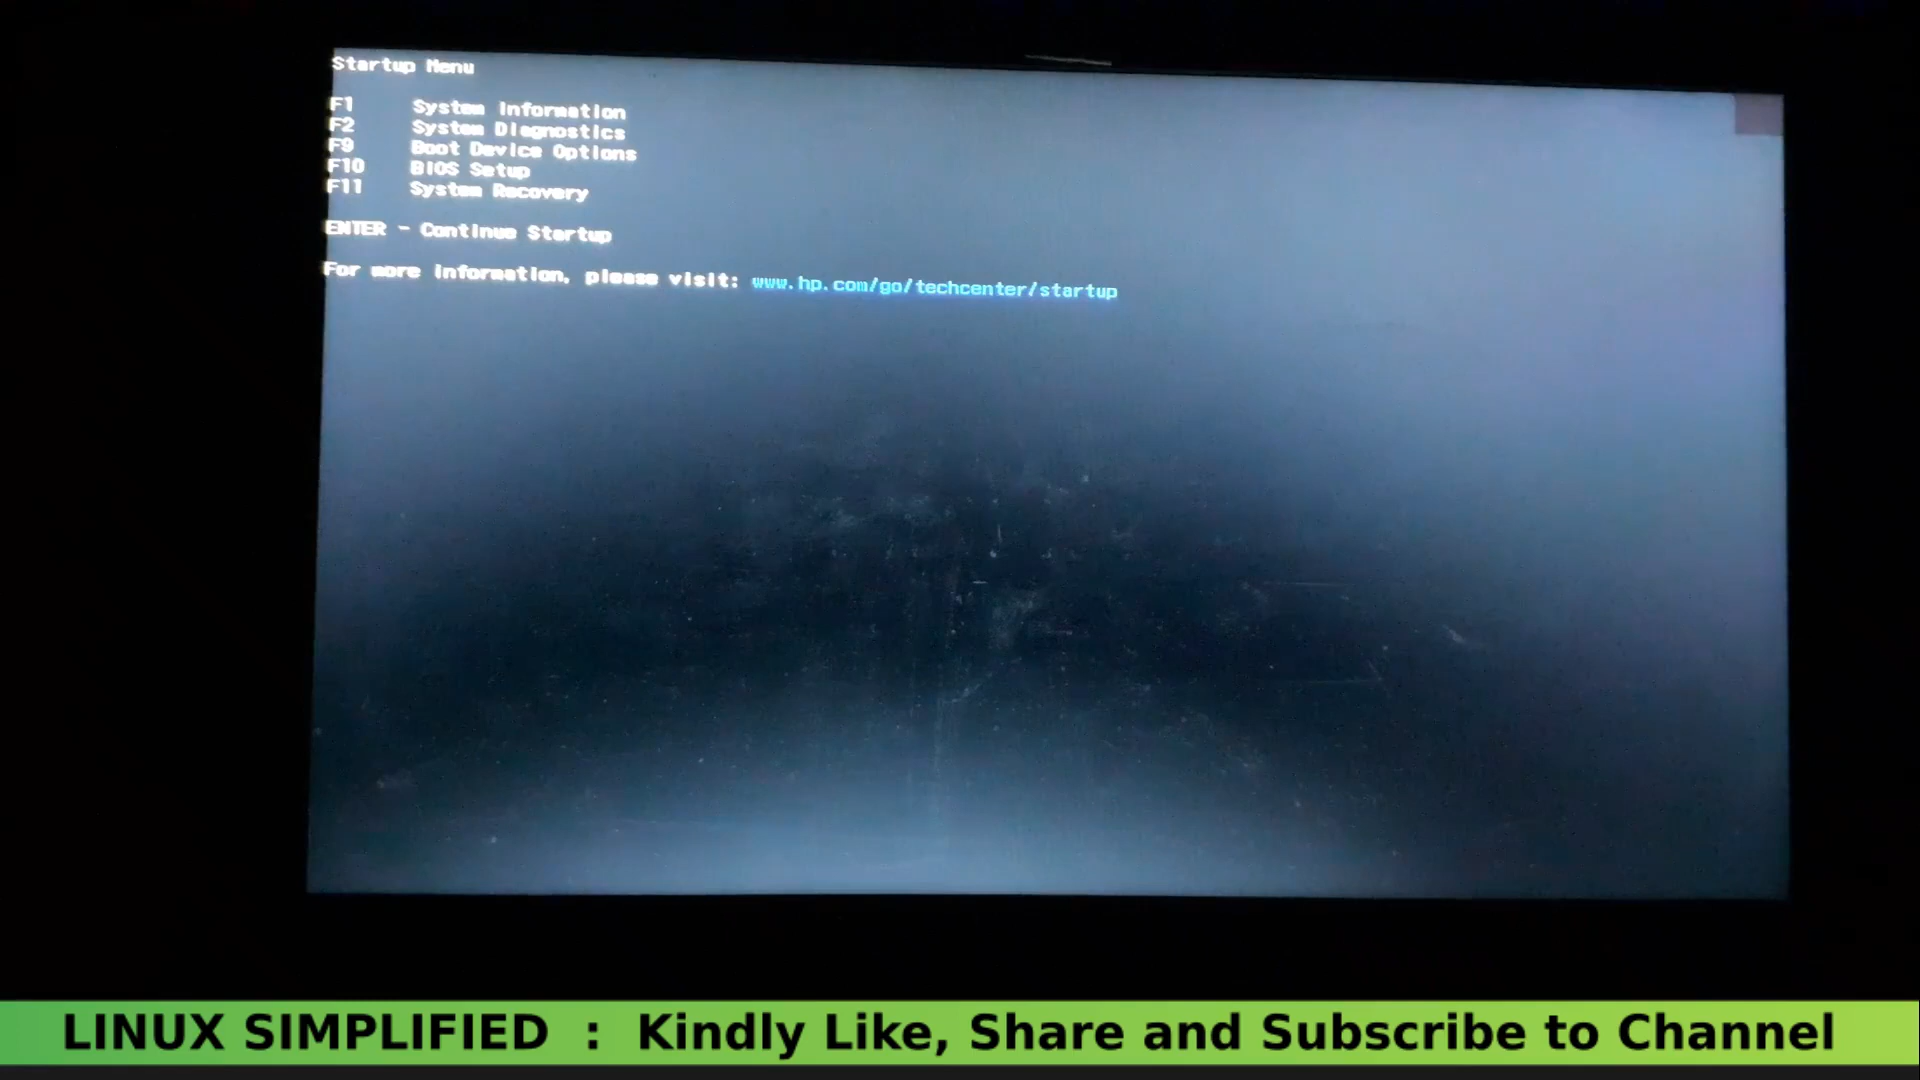 Startup Menu
F1 System Information
F2 System Diagnostics
F9 Boot Device Options
F10 BIOS Setup
F11 System Recovery
ENTER - Continue Startup
For more information, please visit: www.hp.com/go/techcenter/startup
LINUX SIMPLIFIED : Kindly Like, Share and Subscribe to Channel